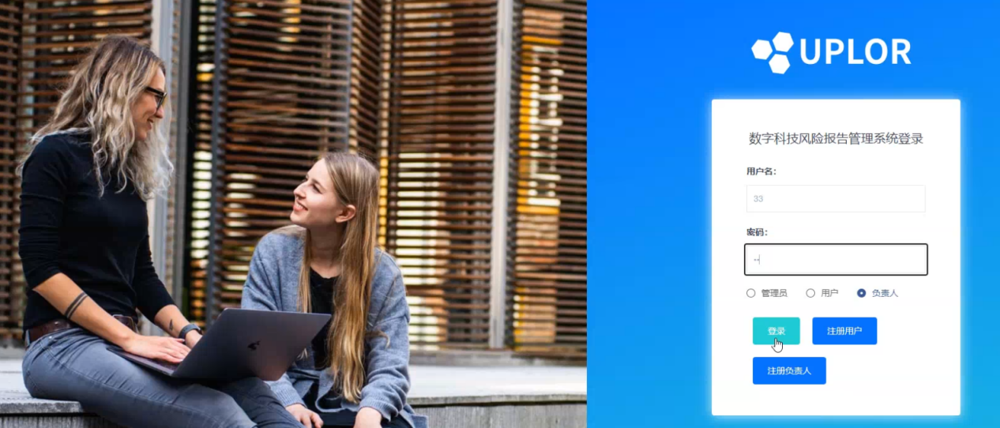 UPLOR
数字科技风险报告管理系统登录
用户名：
33
密码：
--
管理员 用户 负责人
登录 注册用户
注册负责人